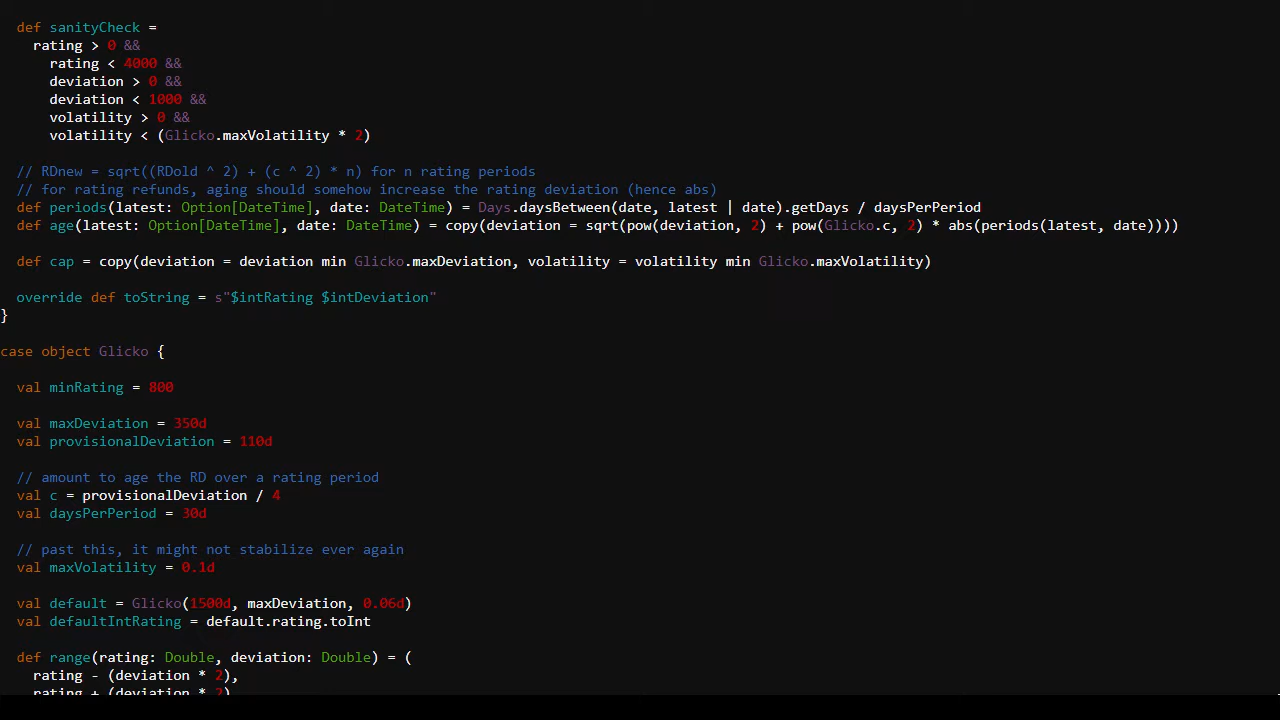 def sanityCheck =
rating > 0 &&
rating < 4000 &&
deviation > 0 &&
deviation < 1000 &&
volatility > 0 &&
volatility < (Glicko.maxVolatility * 2)
// RDnew = sqrt((RDold ^ 2) + (c ^ 2) * n) for n rating periods
// for rating refunds, aging should somehow increase the rating deviation (hence abs)
def periods(latest: Option[DateTime], date: DateTime) = Days.daysBetween(date, latest | date).getDays / daysPerPeriod
def age(latest: Option[DateTime], date: DateTime) = copy(deviation = sqrt(pow(deviation, 2) + pow(Glicko.c, 2) * abs(periods(latest, date))))
def cap = copy(deviation = deviation min Glicko.maxDeviation, volatility = volatility min Glicko.maxVolatility)
override def toString = s"$intRating $intDeviation"
}
case object Glicko {
val minRating = 800
val maxDeviation = 350d
val provisionalDeviation = 110d
// amount to age the RD over a rating period
val c = provisionalDeviation / 4
val daysPerPeriod = 30d
// past this, it might not stabilize ever again
val maxVolatility = 0.1d
val default = Glicko(1500d, maxDeviation, 0.06d)
val defaultIntRating = default.rating.toInt
def range(rating: Double, deviation: Double) = (
rating - (deviation * 2),
rating + (deviation * 2)